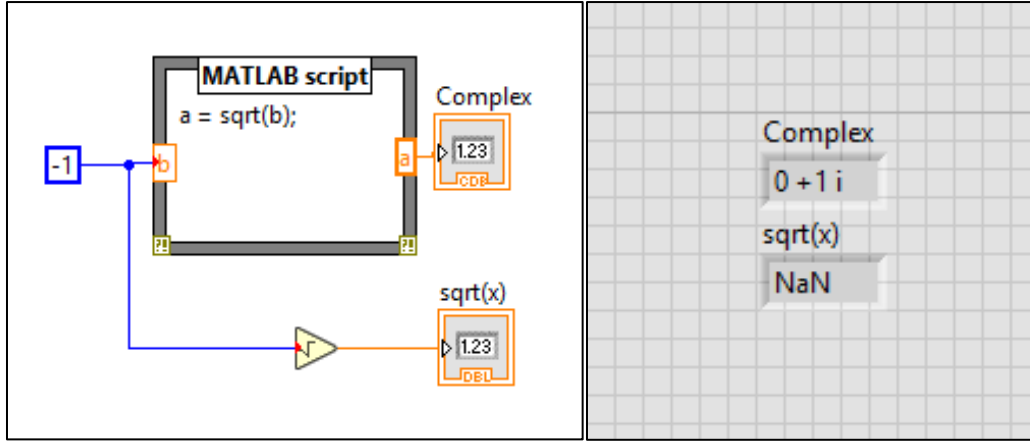 MATLAB script
a = sqrt(b);
Complex
-1
b
a
1.23
CDB
?!
?!
sqrt(x)
√
1.23
DBL
Complex
0 +1 i
sqrt(x)
NaN